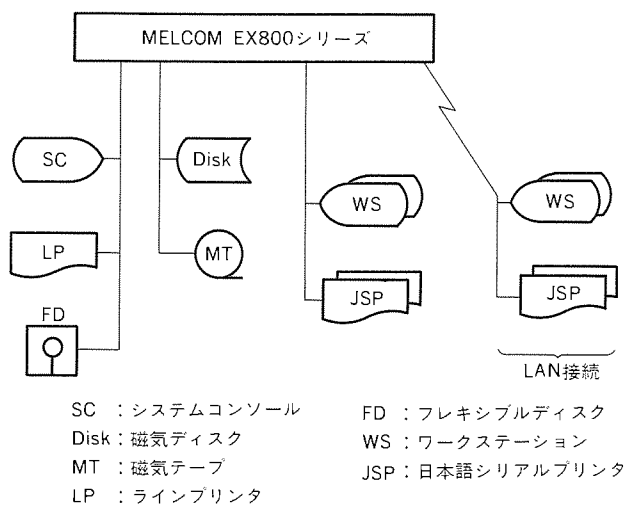 MELCOM EX800シリーズ
SC
Disk
WS
WS
LP
MT
JSP
JSP
FD
LAN接続
SC：システムコンソール
Disk：磁気ディスク
MT：磁気テープ
LP：ラインプリンタ
FD：フレキシブルディスク
WS：ワークステーション
JSP：日本語シリアルプリンタ